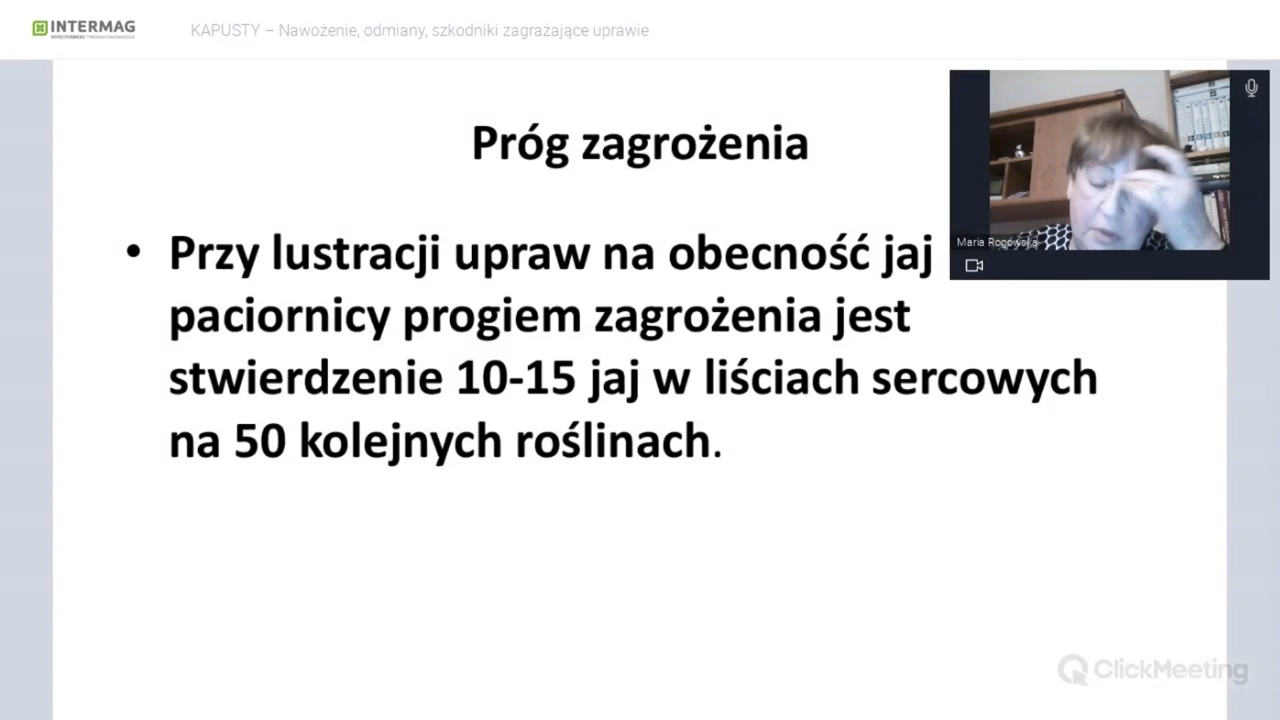 INTERMAG
KAPUSTY – Nawożenie, odmiany, szkodniki zagrażające uprawie
Próg zagrożenia
Maria Rogowska
• Przy lustracji upraw na obecność jaj
paciornicy progiem zagrożenia jest
stwierdzenie 10-15 jaj w liściach sercowych
na 50 kolejnych roślinach.
ClickMeeting